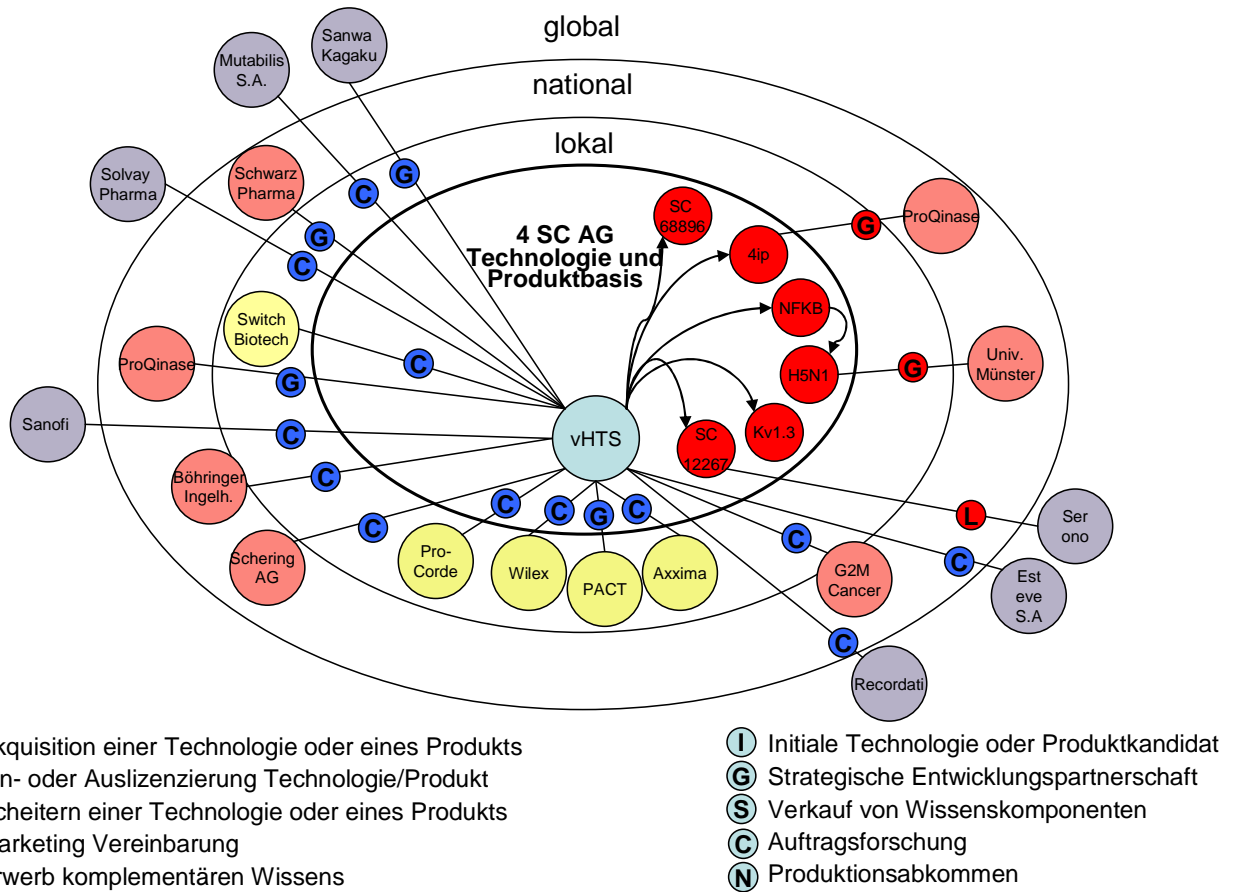 global
national
lokal
Sanwa
Kagaku
Mutabilis
S.A.
Solvay
Pharma
Schwarz
Pharma
G
C
G
C
4 SC AG
Technologie und
Produktbasis
SC
68896
4ip
G
ProQinase
NFKB
H5N1
G
Univ.
Münster
Kv1.3
SC
12267
Switch
Biotech
C
ProQinase
G
Sanofi
C
vHTS
Böhringer
Ingelh.
C
Schering
AG
C
C
C
G
C
Pro-
Corde
Wilex
PACT
Axxima
C
G2M
Cancer
L
Ser
ono
C
Est
eve
S.A
C
Recordati
kquisition einer Technologie oder eines Produkts
n- oder Auslizenzierung Technologie/Produkt
cheitern einer Technologie oder eines Produkts
arketing Vereinbarung
rwerb komplementären Wissens
I Initiale Technologie oder Produktkandidat
G Strategische Entwicklungspartnerschaft
S Verkauf von Wissenskomponenten
C Auftragsforschung
N Produktionsabkommen